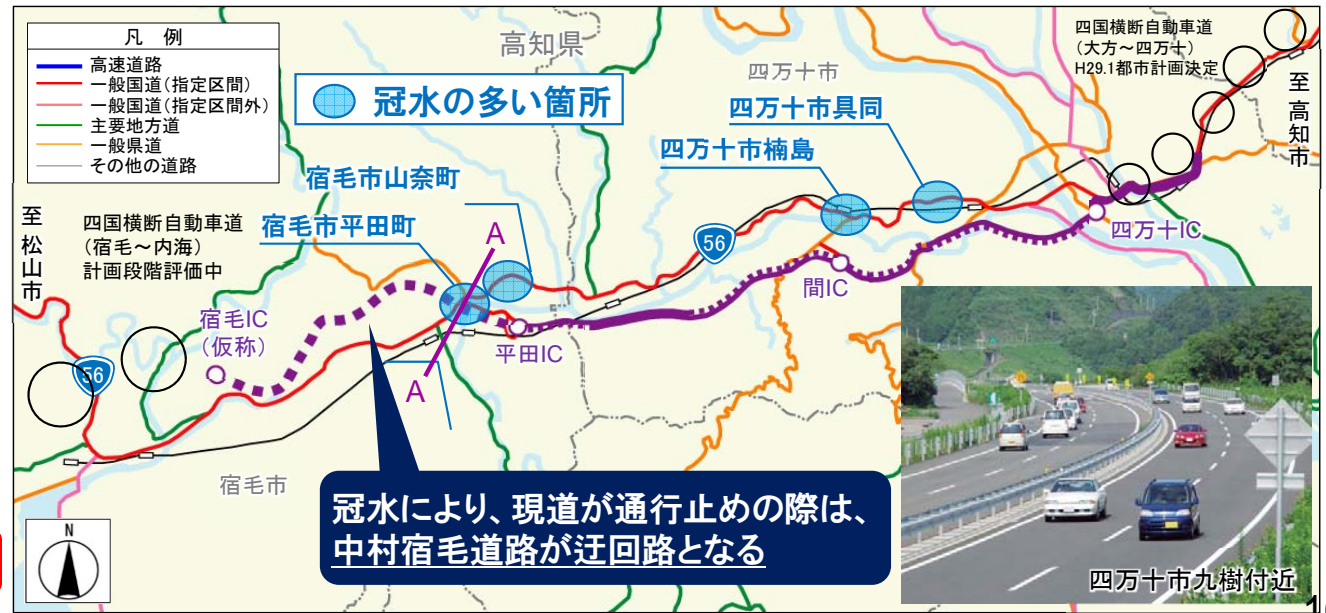 凡 例
高速道路
一般国道(指定区間)
一般国道(指定区間外)
主要地方道
一般県道
その他の道路
高知県
四万十市
四国横断自動車道
(大方～四万十)
H29.1都市計画決定
至高知市
冠水の多い箇所
四万十市具同
四万十市楠島
宿毛市山奈町
至松山市
四国横断自動車道
(宿毛～内海)
計画段階評価中
宿毛市平田町
A
56
四万十IC
間IC
宿毛IC
(仮称)
平田IC
56
A
宿毛市
冠水により、現道が通行止めの際は、
中村宿毛道路が迂回路となる
N
四万十市九樹付近
1